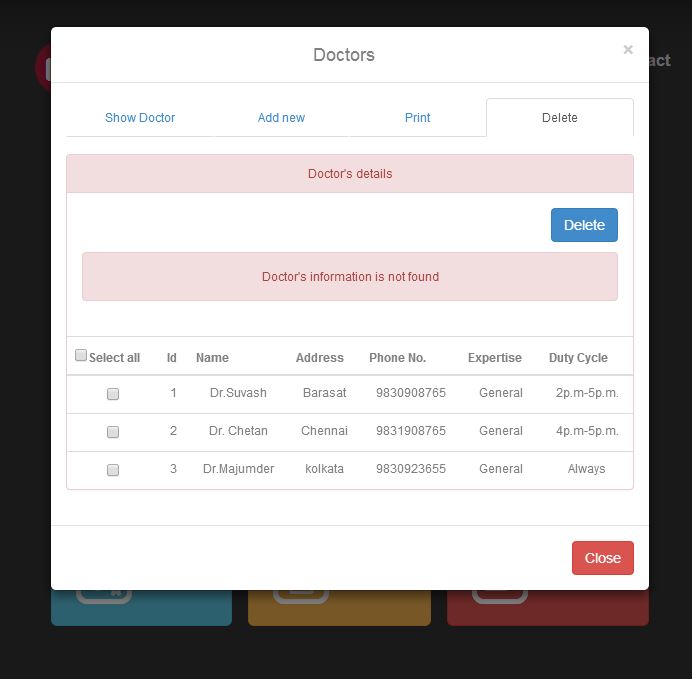 Doctors ×
act
Show Doctor Add new Print Delete
Doctor's details
Delete
Doctor's information is not found
Select all Id Name Address Phone No. Expertise Duty Cycle
1 Dr.Suvash Barasat 9830908765 General 2p.m-5p.m.
2 Dr. Chetan Chennai 9831908765 General 4p.m-5p.m.
3 Dr.Majumder kolkata 9830923655 General Always
Close